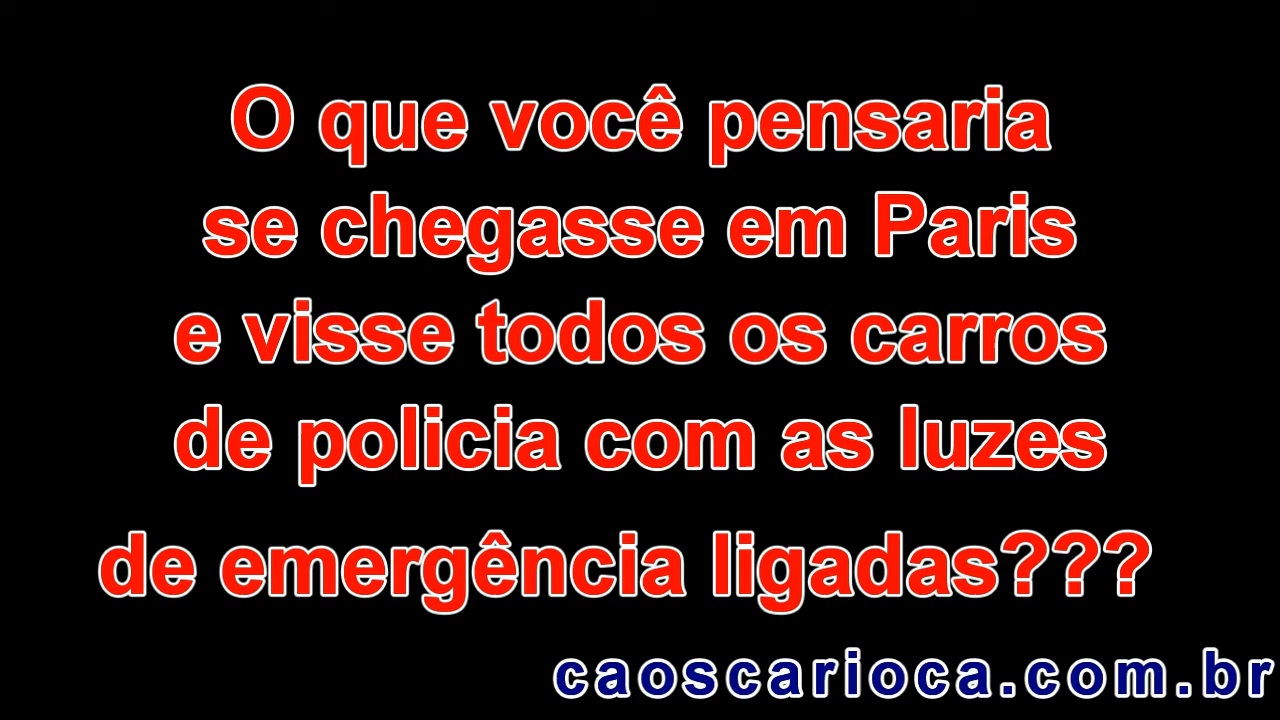 O que você pensaria
se chegasse em Paris
e visse todos os carros
de policia com as luzes
de emergência ligadas???
caoscarioca.com.br